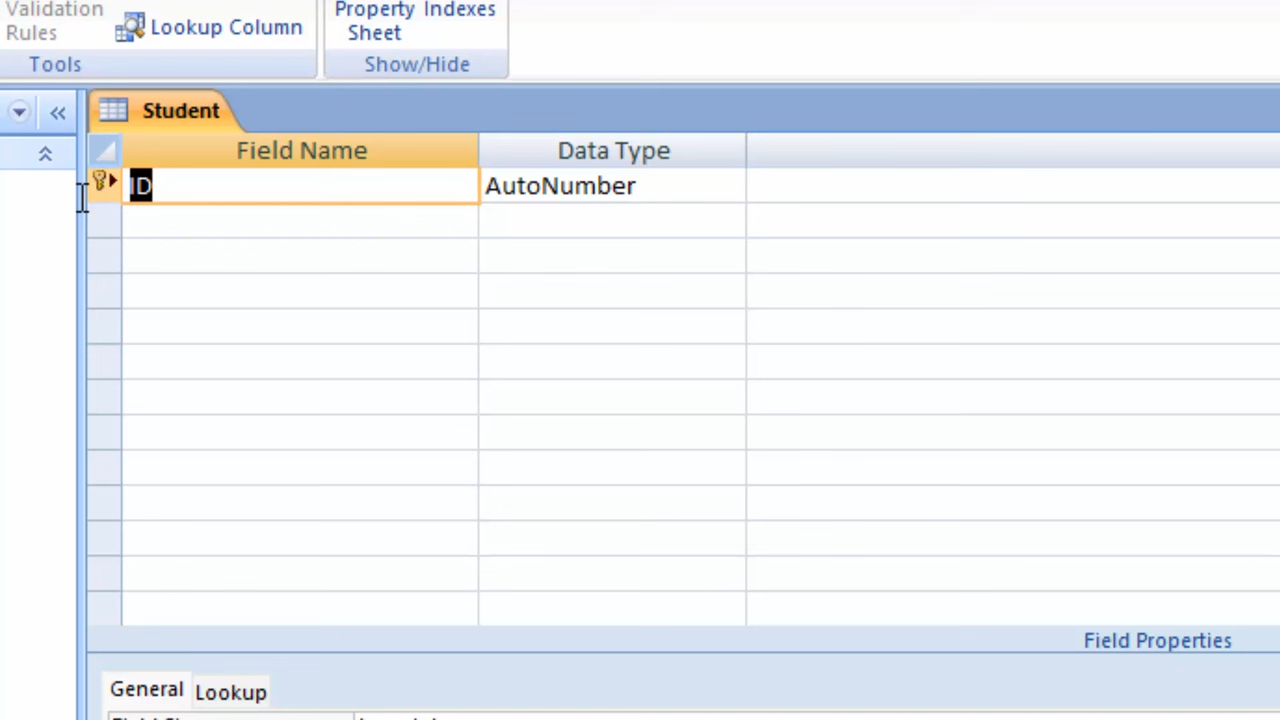 Validation
Rules
Lookup Column
Property Indexes
Sheet
Tools
Show/Hide
Student
Field Name Data Type
ID AutoNumber
Field Properties
General Lookup